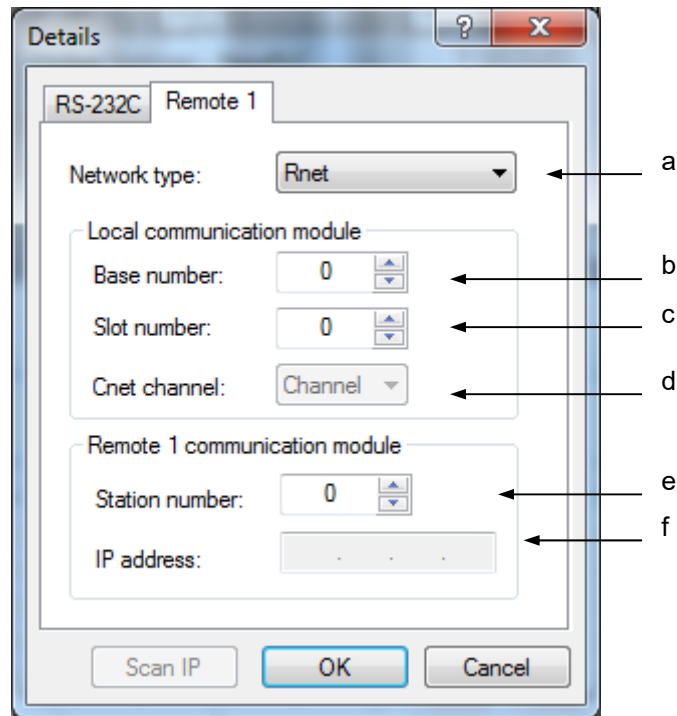 Details
RS-232C Remote 1
Network type: Rnet a
Local communication module
Base number: 0 b
Slot number: 0 c
Cnet channel: Channel d
Remote 1 communication module
Station number: 0 e
IP address: . . . f
Scan IP OK Cancel